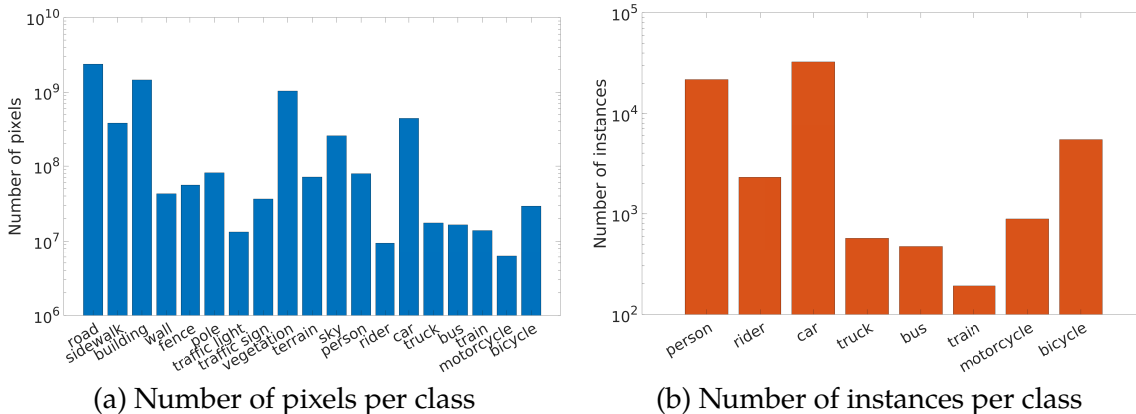 10^10
10^9
10^8
10^7
10^6
Number of pixels
road
sidewalk
building
wall
fence
pole
traffic light
traffic sign
vegetation
terrain
sky
person
rider
car
truck
bus
train
motorcycle
bicycle
(a) Number of pixels per class
10^5
10^4
10^3
10^2
Number of instances
person
rider
car
truck
bus
train
motorcycle
bicycle
(b) Number of instances per class